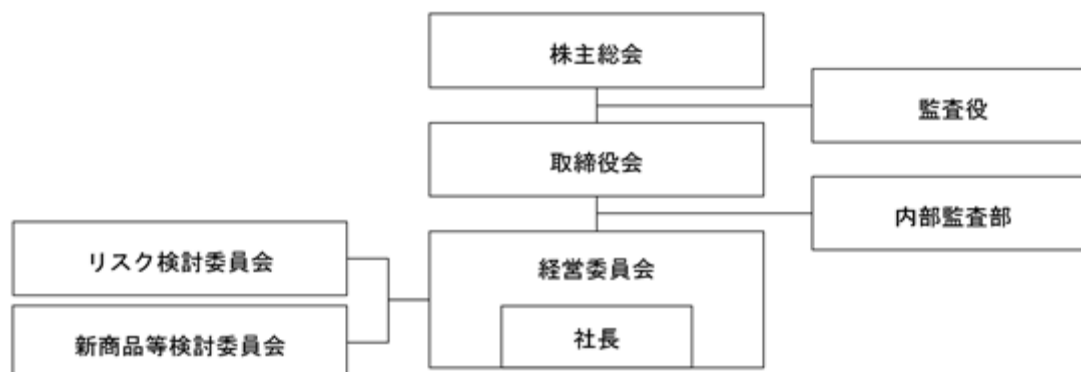 株主総会
監査役
取締役会
内部監査部
リスク検討委員会
経営委員会
新商品等検討委員会
社長